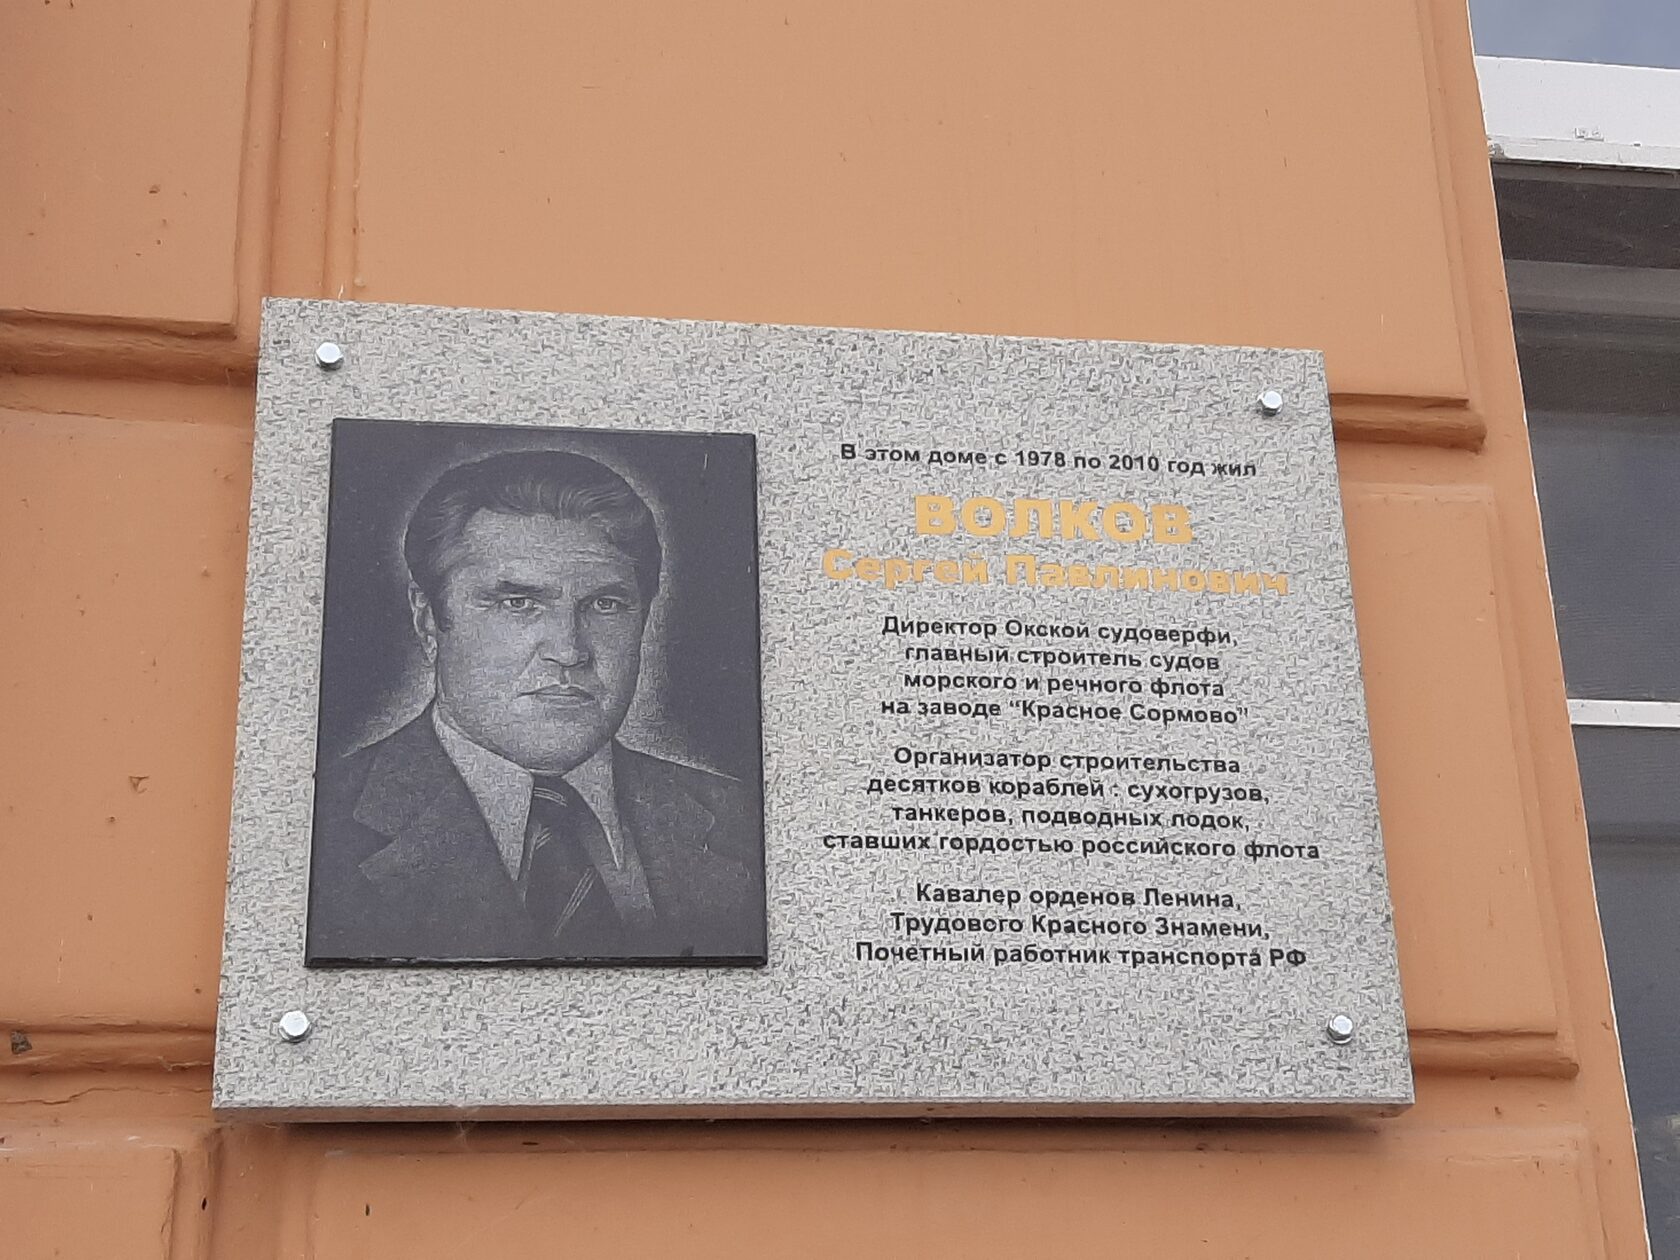 В этом доме с 1978 по 2010 год жил
ВОЛКОВ
Сергей Павлинович
Директор Окской судоверфи,
главный строитель судов
морского и речного флота
на заводе “Красное Сормово”
Организатор строительства
десятков кораблей : сухогрузов,
танкеров, подводных лодок,
ставших гордостью российского флота
Кавалер орденов Ленина,
Трудового Красного Знамени,
Почетный работник транспорта РФ